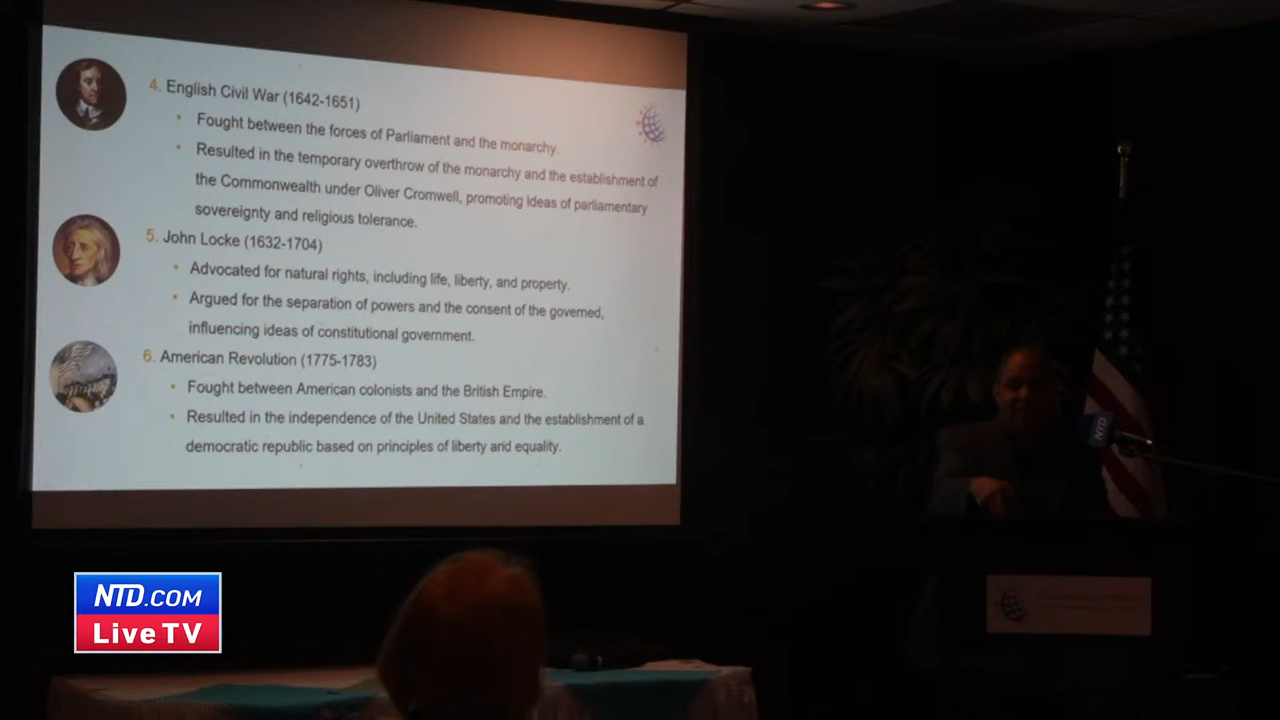 4. English Civil War (1642-1651)
• Fought between the forces of Parliament and the monarchy.
• Resulted in the temporary overthrow of the monarchy and the establishment of
the Commonwealth under Oliver Cromwell, promoting ideas of parliamentary
sovereignty and religious tolerance.
5. John Locke (1632-1704)
• Advocated for natural rights, including life, liberty, and property.
• Argued for the separation of powers and the consent of the governed,
influencing ideas of constitutional government.
6. American Revolution (1775-1783)
• Fought between American colonists and the British Empire.
• Resulted in the independence of the United States and the establishment of a
democratic republic based on principles of liberty and equality.
NTD
NTD.COM
Live TV